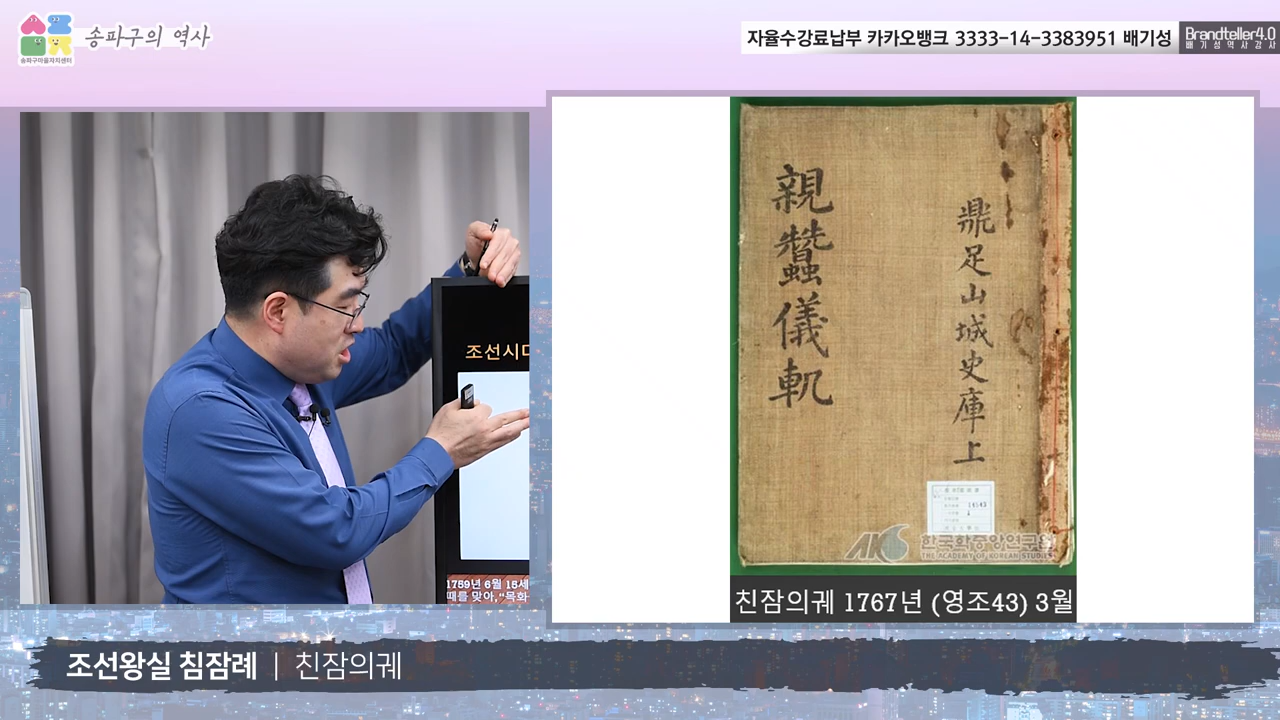 송파구의 역사
송파구마을자치센터
자율수강료납부 카카오뱅크 3333-14-3383951 배기성
Brandteller4.0
배기성역사강사
조선시디
1759년 6월 15세
때를 맞아, "목화
親蠶儀軌
鼎足山城史庫上
한국학중앙연구원
THE ACADEMY OF KOREAN STUDIES
친잠의궤 1767년 (영조43) 3월
조선왕실 침잠례 | 친잠의궤